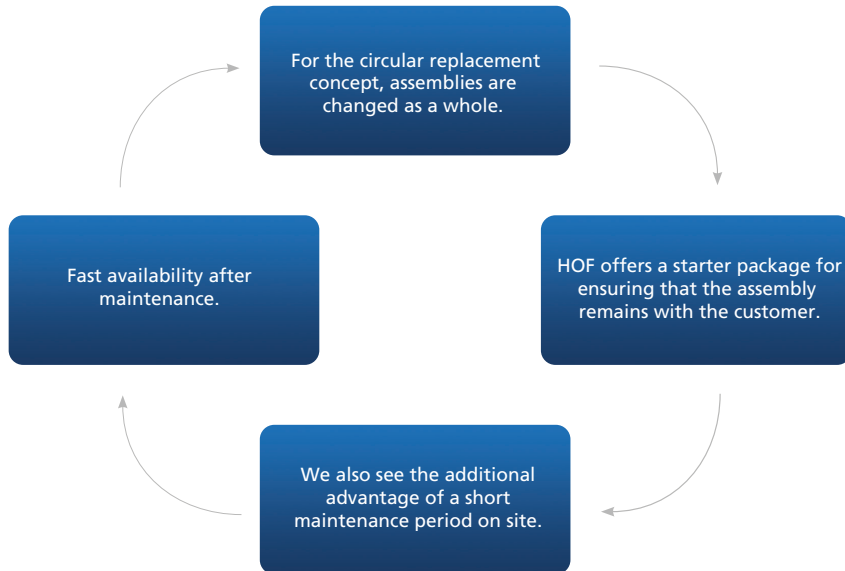 For the circular replacement
concept, assemblies are
changed as a whole.
HOF offers a starter package for
ensuring that the assembly
remains with the customer.
We also see the additional
advantage of a short
maintenance period on site.
Fast availability after
maintenance.